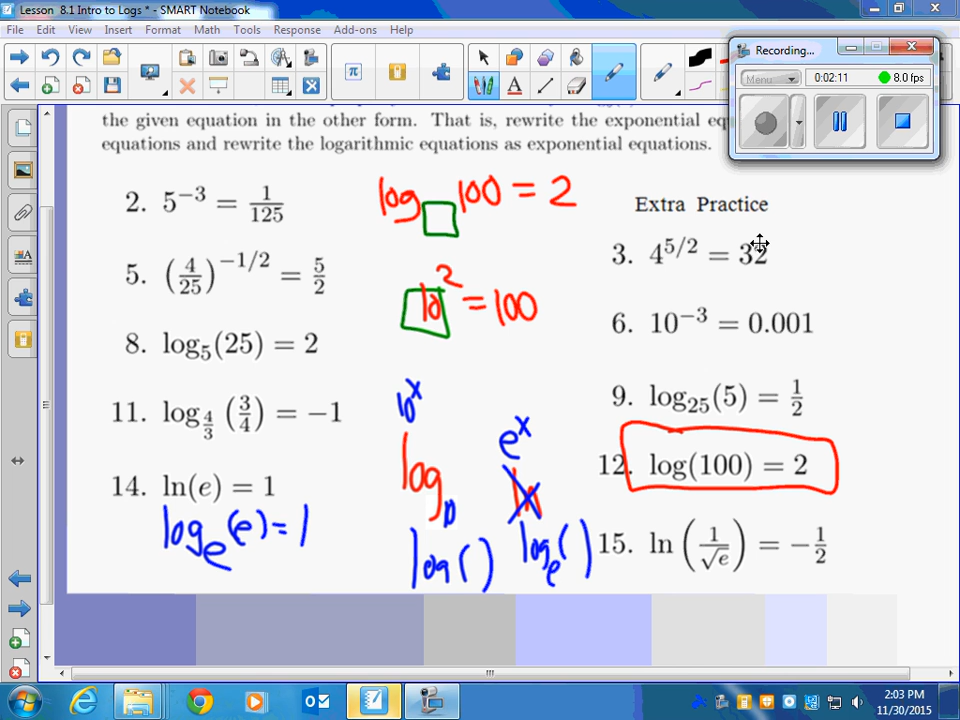 Lesson 8.1 Intro to Logs * - SMART Notebook
File Edit View Insert Format Math Tools Response Add-ons Help
Recording...
Menu 0:02:11 8.0 fps
the given equation in the other form. That is, rewrite the exponential eq
equations and rewrite the logarithmic equations as exponential equations.
2. 5⁻³ = 1/125
5. (4/25)^(-1/2) = 5/2
8. log₅(25) = 2
11. log_(4/3) (3/4) = −1
14. ln(e) = 1
logₑ(e) = 1
log□ 100 = 2
10² = 100
10ˣ
log₁₀
log( )
eˣ
ln
logₑ( )
Extra Practice
3. 4^(5/2) = 32
6. 10⁻³ = 0.001
9. log₂₅(5) = 1/2
12. log(100) = 2
15. ln (1/√e) = −1/2
2:03 PM
11/30/2015